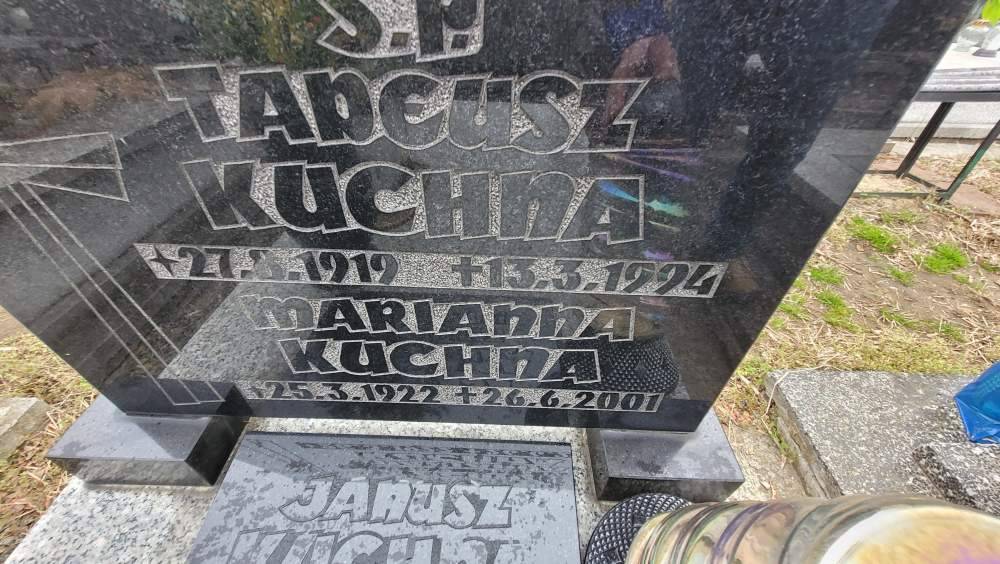 Ś.P.
TADEUSZ
KUCHNA
*27.8.1919 +13.3.1994
MARIANNA
KUCHNA
*25.3.1922 +26.6.2001
JANUSZ